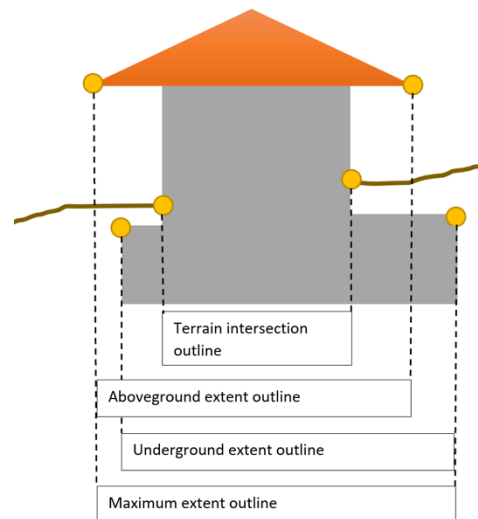 Terrain intersection
outline
Aboveground extent outline
Underground extent outline
Maximum extent outline